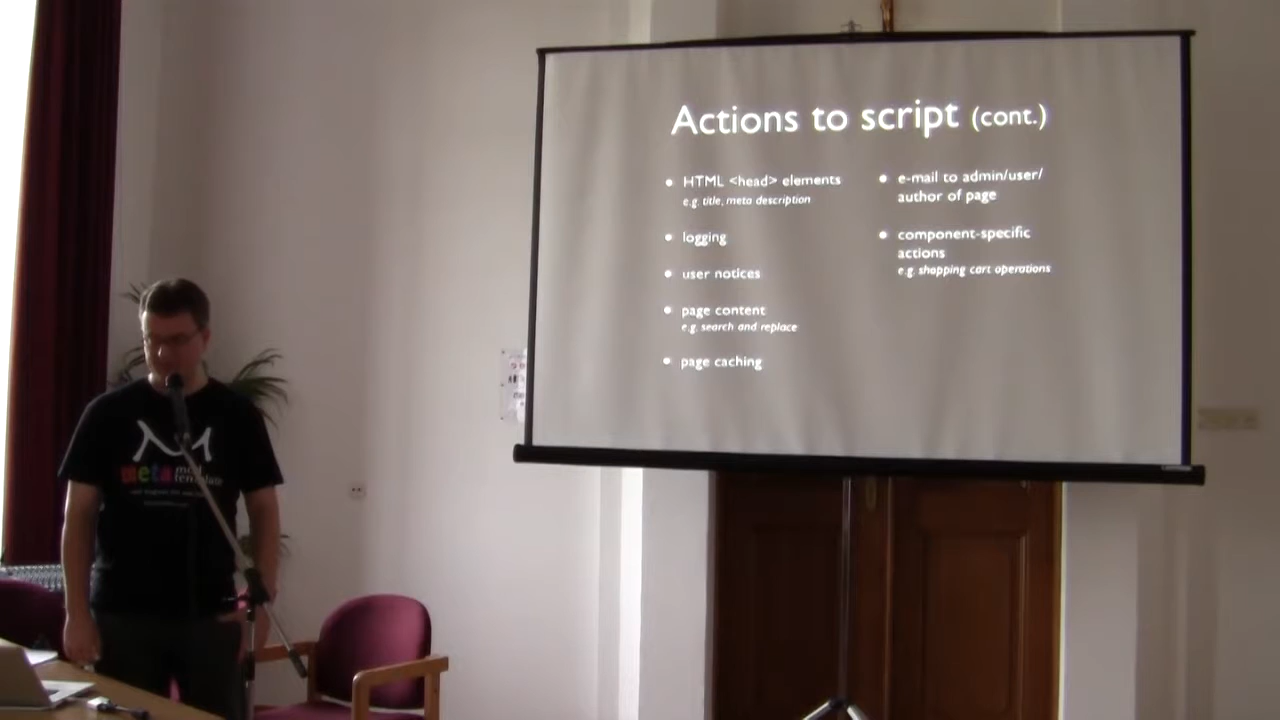 Actions to script (cont.)
HTML <head> elements
e.g. title, meta description
logging
user notices
page content
e.g. search and replace
page caching
e-mail to admin/user/
author of page
component-specific
actions
e.g. shopping cart operations
meta